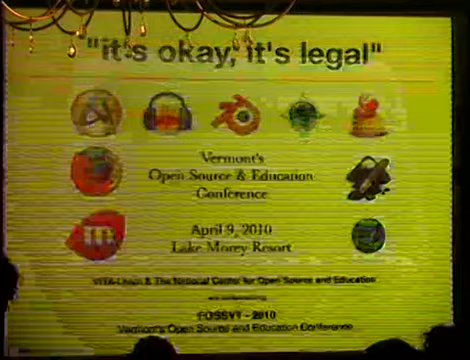 "it's okay, it's legal"
Vermont's
Open Source & Education
Conference
April 9, 2010
Lake Morey Resort
VITA-Learn & The National Center for Open Source and Education
FOSSVT - 2010
Vermont's Open Source and Education Conference